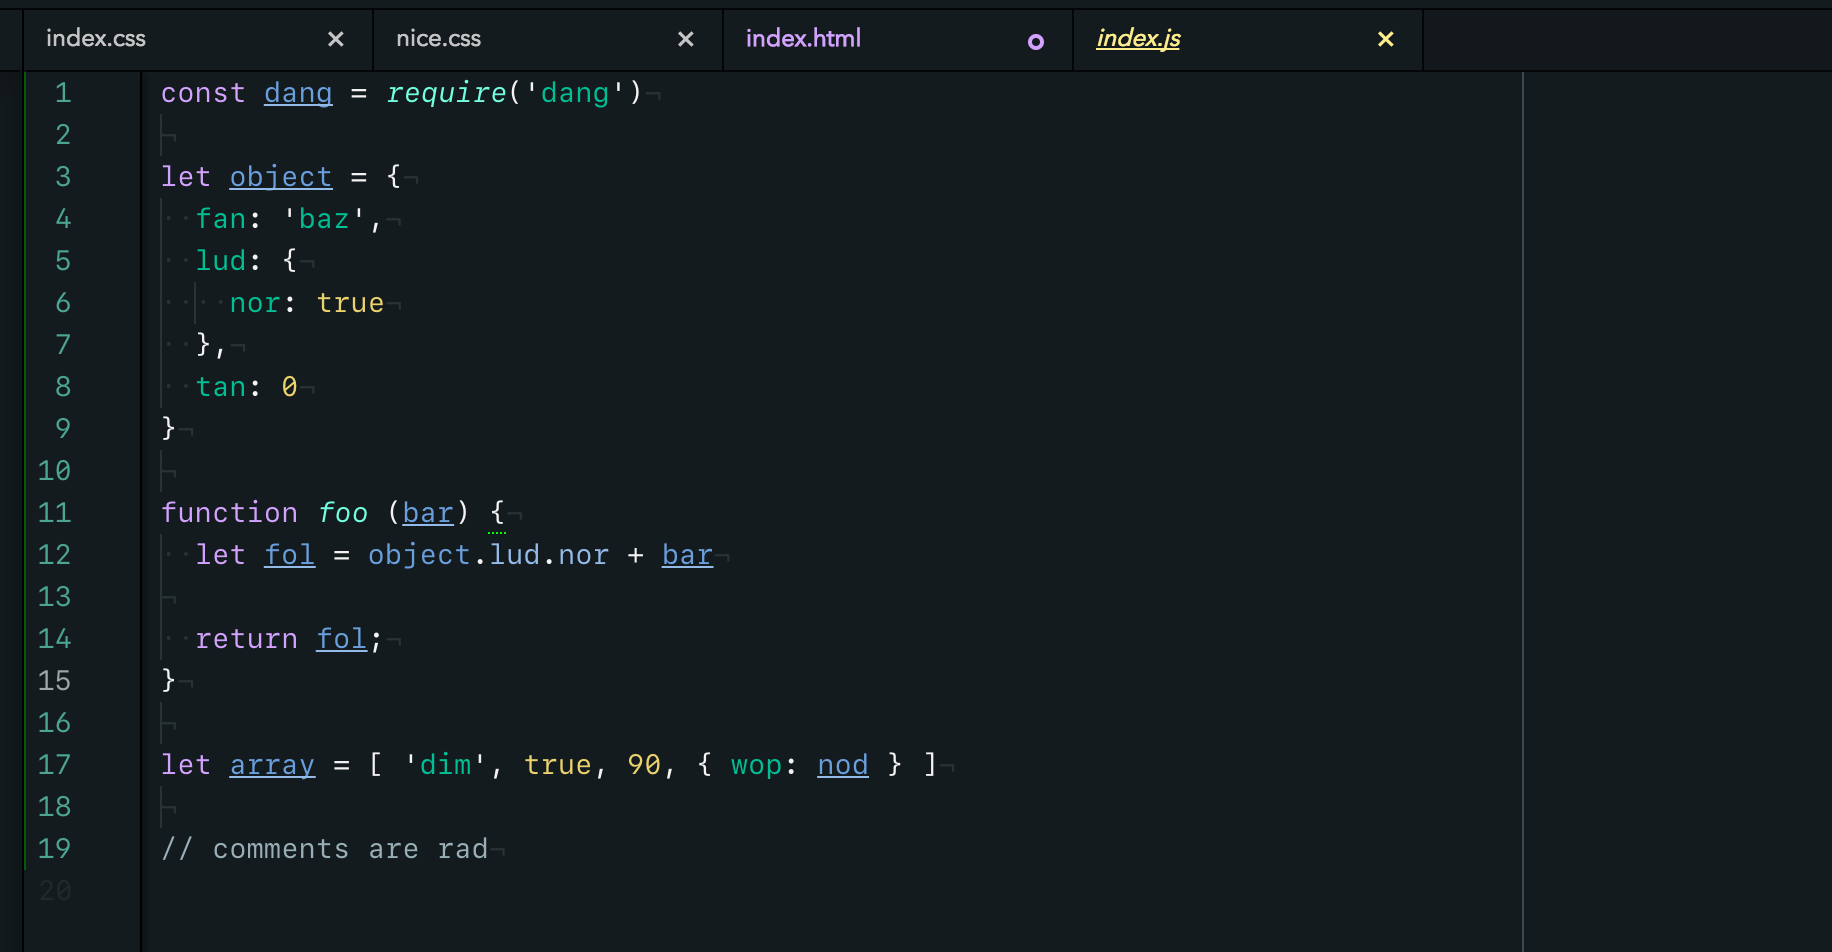 index.css × nice.css × index.html index.js ×
1 const dang = require('dang')¬
2 ¬
3 let object = {¬
4 ··fan: 'baz',¬
5 ··lud: {¬
6 ····nor: true¬
7 ··},¬
8 ··tan: 0¬
9 }¬
10 ¬
11 function foo (bar) {¬
12 ··let fol = object.lud.nor + bar¬
13 ¬
14 ··return fol;¬
15 }¬
16 ¬
17 let array = [ 'dim', true, 90, { wop: nod } ]¬
18 ¬
19 // comments are rad¬
20